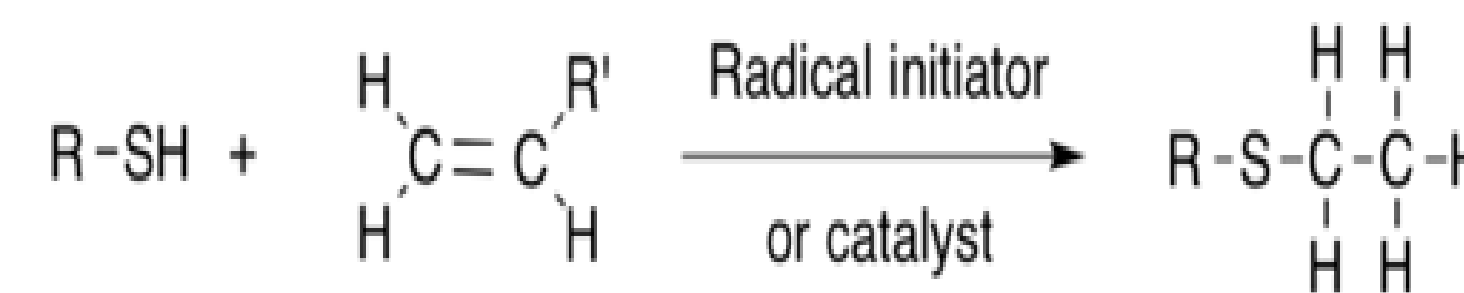 H R' Radical initiator H H
R-SH + C=C R-S-C-C-
H H or catalyst H H